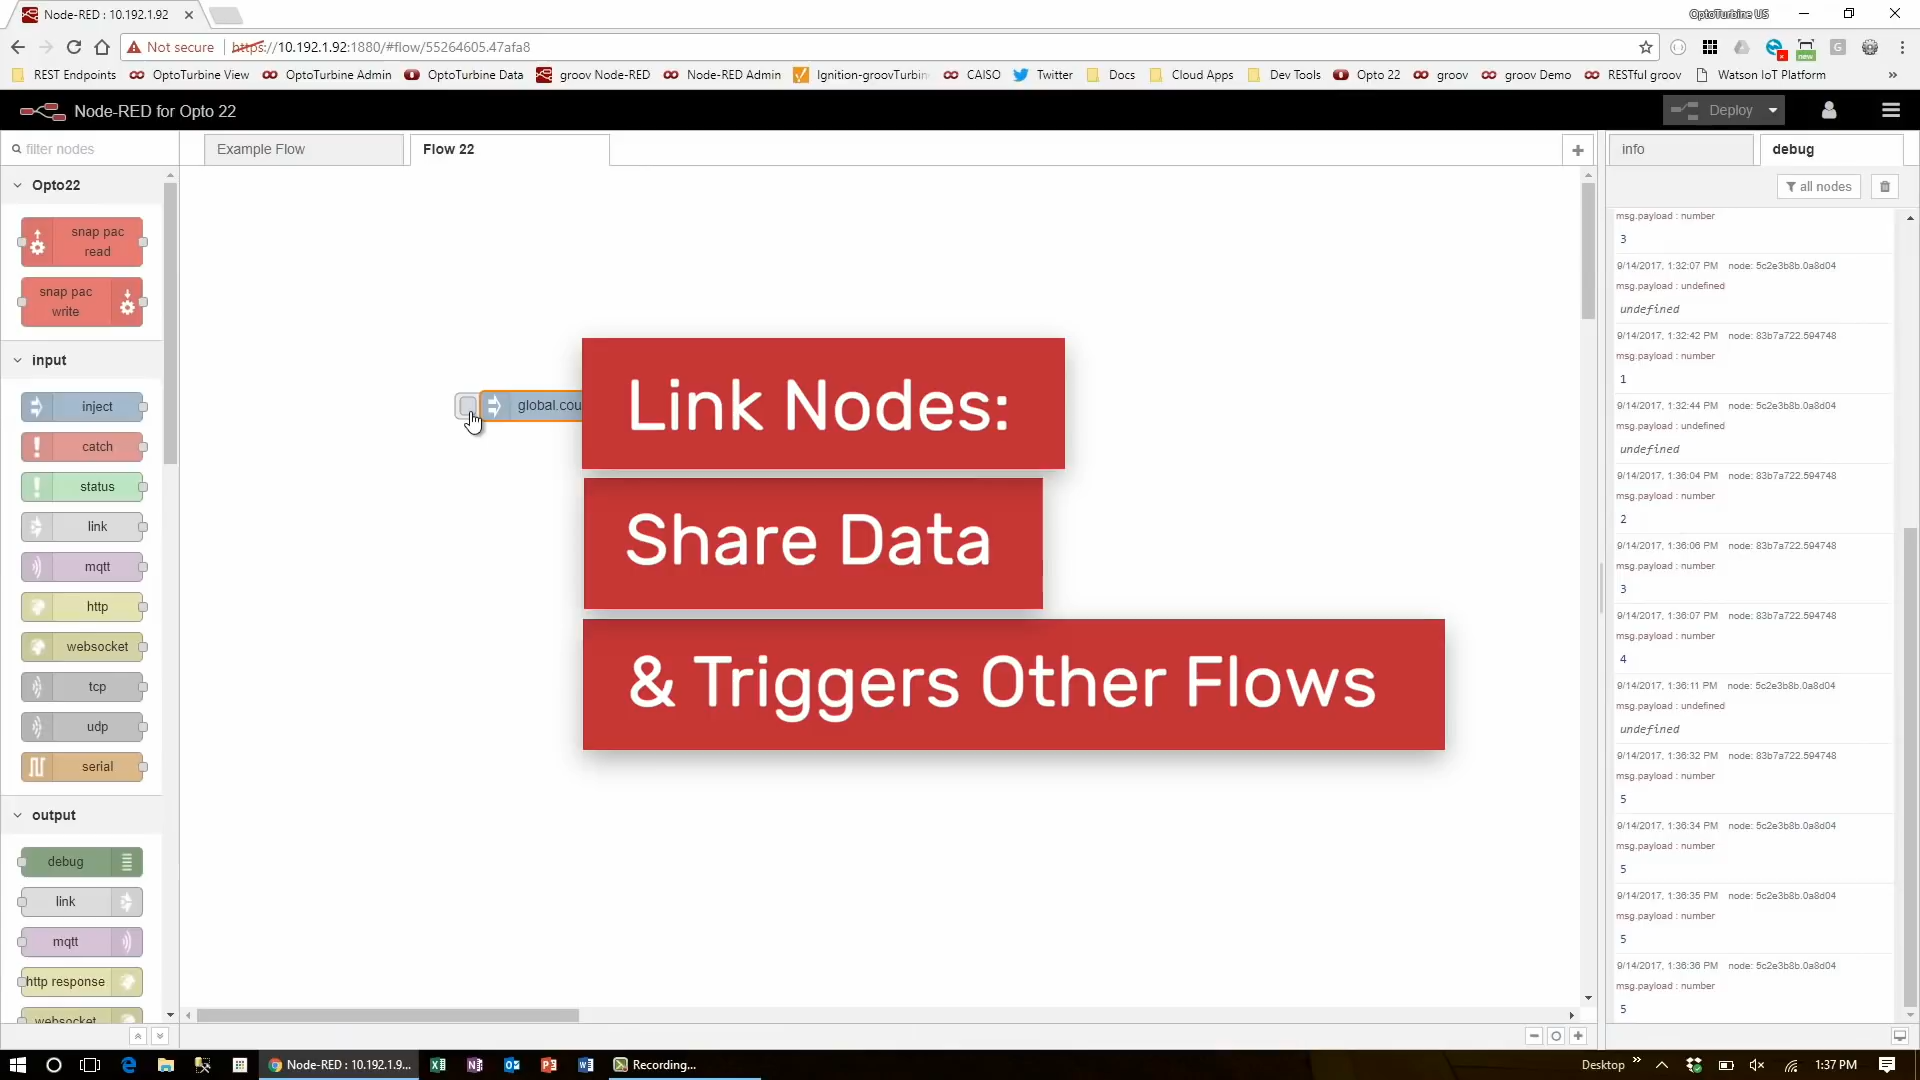 Node-RED : 10.192.1.92
OptoTurbine US
Not secure
https://10.192.1.92:1880/#flow/55264605.47afa8
REST Endpoints
OptoTurbine View
OptoTurbine Admin
OptoTurbine Data
groov Node-RED
Node-RED Admin
Ignition-groovTurbin
CAISO
Twitter
Docs
Cloud Apps
Dev Tools
Opto 22
groov
groov Demo
RESTful groov
Watson IoT Platform
»
Node-RED for Opto 22
Deploy
filter nodes
Example Flow
Flow 22
info
debug
all nodes
Opto22
snap pac
read
snap pac
write
input
inject
catch
status
link
mqtt
http
websocket
tcp
udp
serial
output
debug
link
mqtt
http response
websocket
global.cou
Link Nodes:
Share Data
& Triggers Other Flows
msg.payload : number
3
9/14/2017, 1:32:07 PM node: 5c2e3b8b.0a8d04
msg.payload : undefined
undefined
9/14/2017, 1:32:42 PM node: 83b7a722.594748
msg.payload : number
1
9/14/2017, 1:32:44 PM node: 5c2e3b8b.0a8d04
msg.payload : undefined
undefined
9/14/2017, 1:36:04 PM node: 83b7a722.594748
msg.payload : number
2
9/14/2017, 1:36:06 PM node: 83b7a722.594748
msg.payload : number
3
9/14/2017, 1:36:07 PM node: 83b7a722.594748
msg.payload : number
4
9/14/2017, 1:36:11 PM node: 5c2e3b8b.0a8d04
msg.payload : undefined
undefined
9/14/2017, 1:36:32 PM node: 83b7a722.594748
msg.payload : number
5
9/14/2017, 1:36:34 PM node: 5c2e3b8b.0a8d04
msg.payload : number
5
9/14/2017, 1:36:35 PM node: 5c2e3b8b.0a8d04
msg.payload : number
5
9/14/2017, 1:36:36 PM node: 5c2e3b8b.0a8d04
msg.payload : number
5
Node-RED : 10.192.1.9...
Recording...
Desktop
»
1:37 PM